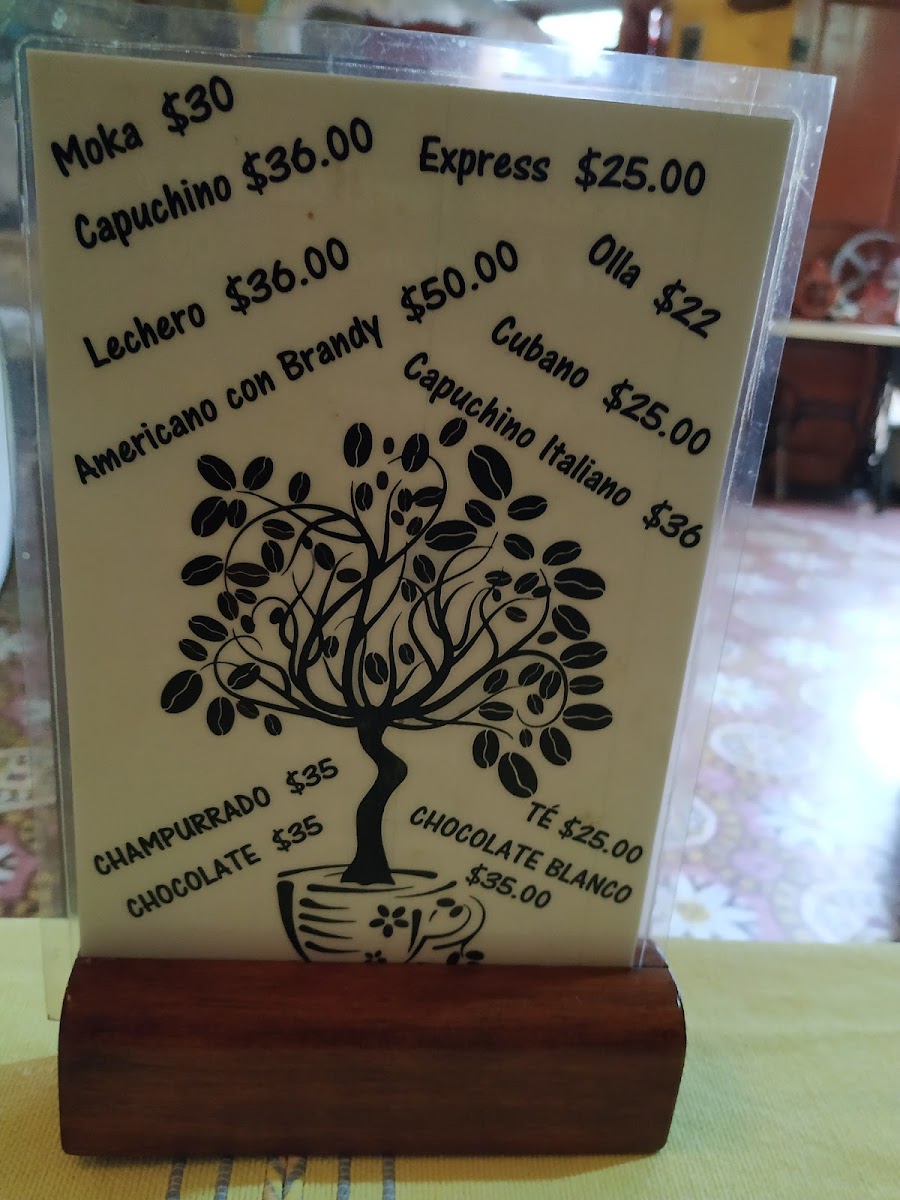 Moka $30
Capuchino $36.00
Express $25.00
Lechero $36.00
Olla $22
Americano con Brandy $50.00
Cubano $25.00
Capuchino Italiano $36
CHAMPURRADO $35
CHOCOLATE $35
TÉ $25.00
CHOCOLATE BLANCO
$35.00